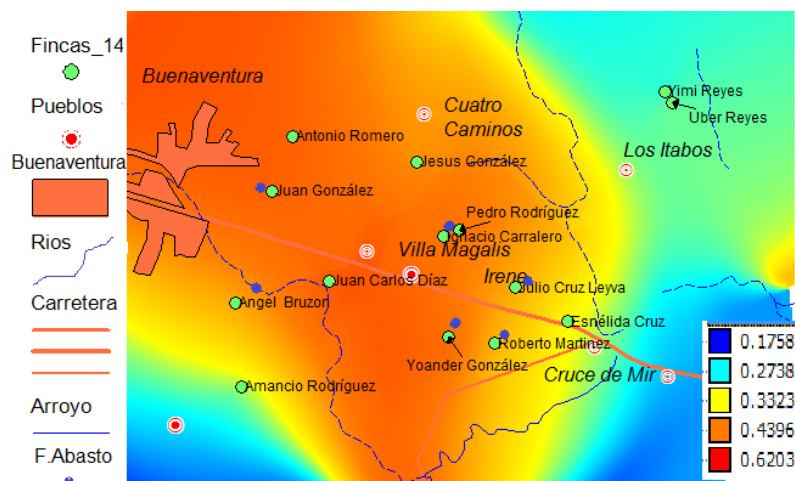 Fincas_14
Pueblos
Buenaventura
Rios
Carretera
Arroyo
F.Abasto
Buenaventura
Cuatro
Caminos
Antonio Romero
Jesus González
Juan González
Yimi Reyes
Uber Reyes
Los Itabos
Pedro Rodríguez
Ignacio Carralero
Villa Magalis
Irene
Juan Carlos Díaz
Julio Cruz Leyva
Angel Bruzon
Esnélida Cruz
Roberto Martinez
Yoander González
Cruce de Mir
Amancio Rodríguez
0.1758
0.2738
0.3323
0.4396
0.6203